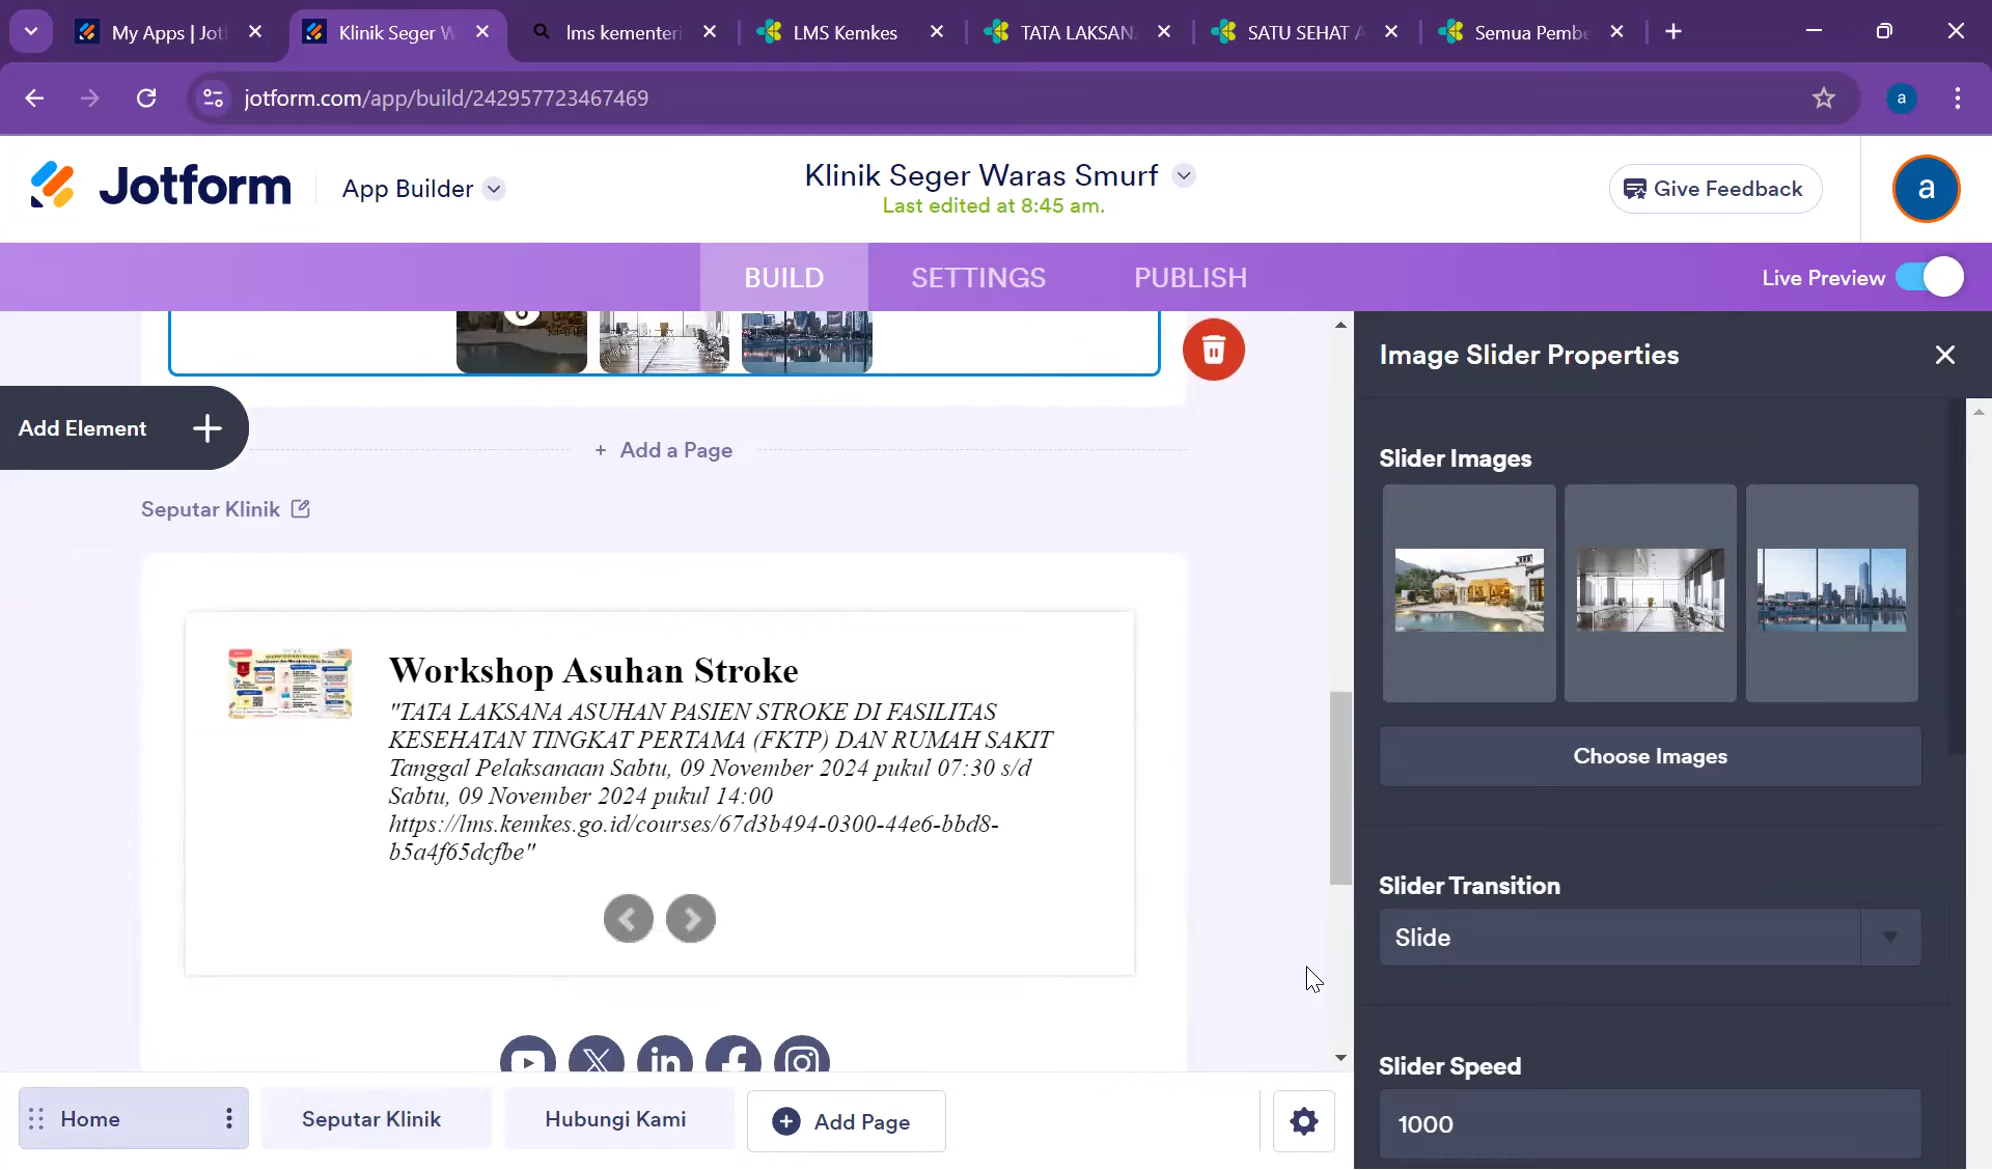 My Apps | Jotf
Klinik Seger W
lms kementeri
LMS Kemkes
TATA LAKSAN
SATU SEHAT A
Semua Pembe
jotform.com/app/build/242957723467469
a
Jotform
App Builder
Klinik Seger Waras Smurf
Last edited at 8:45 am.
Give Feedback
a
BUILD
SETTINGS
PUBLISH
Live Preview
Image Slider Properties
Add Element
+ Add a Page
Slider Images
Seputar Klinik
Workshop Asuhan Stroke
"TATA LAKSANA ASUHAN PASIEN STROKE DI FASILITAS
KESEHATAN TINGKAT PERTAMA (FKTP) DAN RUMAH SAKIT
Tanggal Pelaksanaan Sabtu, 09 November 2024 pukul 07:30 s/d
Sabtu, 09 November 2024 pukul 14:00
https://lms.kemkes.go.id/courses/67d3b494-0300-44e6-bbd8-
b5a4f65dcfbe"
Choose Images
Slider Transition
Slide
Slider Speed
1000
Home
Seputar Klinik
Hubungi Kami
Add Page